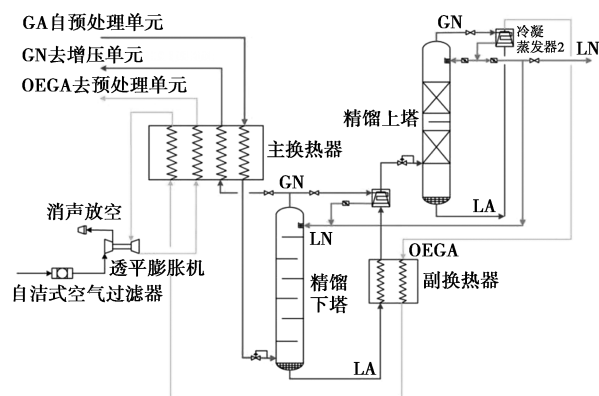 GA自预处理单元
GN去增压单元
OEGA去预处理单元
GN
冷凝
蒸发器2
LN
精馏上塔
主换热器
GN
LA
消声放空
LN
OEGA
透平膨胀机
精馏
下塔
副换热器
自洁式空气过滤器
LA